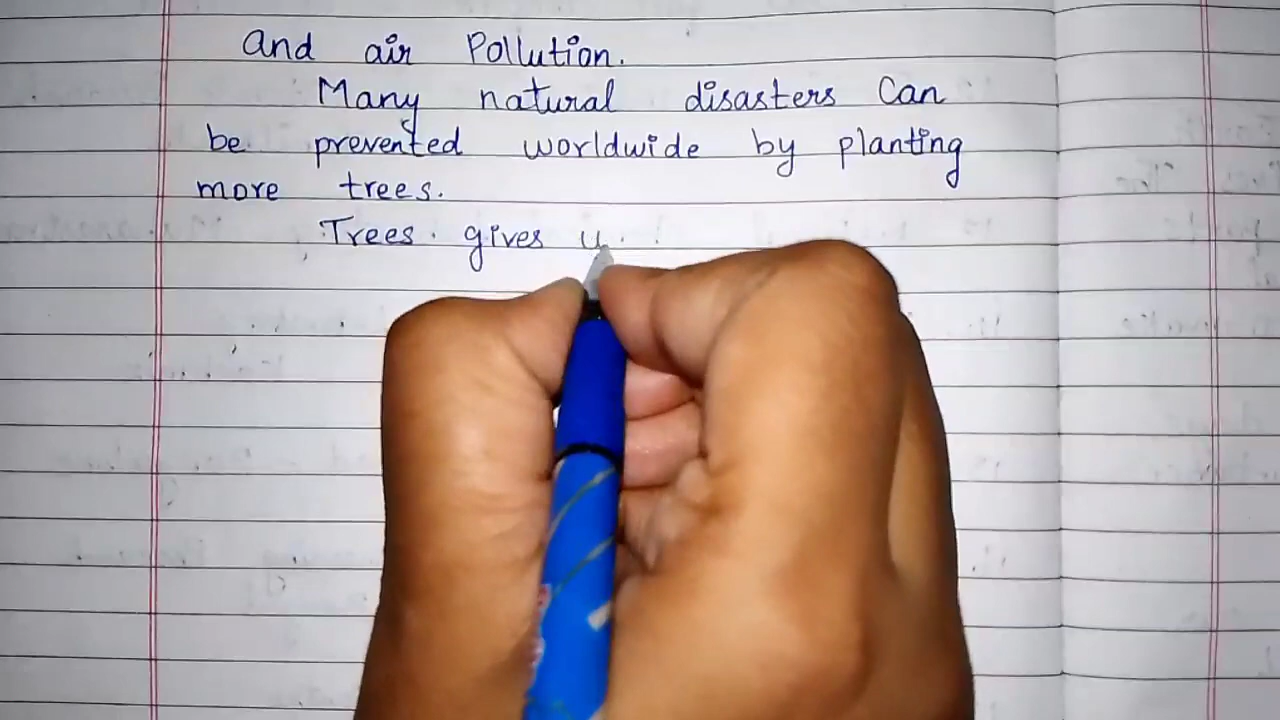 and air Pollution.
Many natural disasters Can
be prevented worldwide by planting
more trees.
Trees gives u